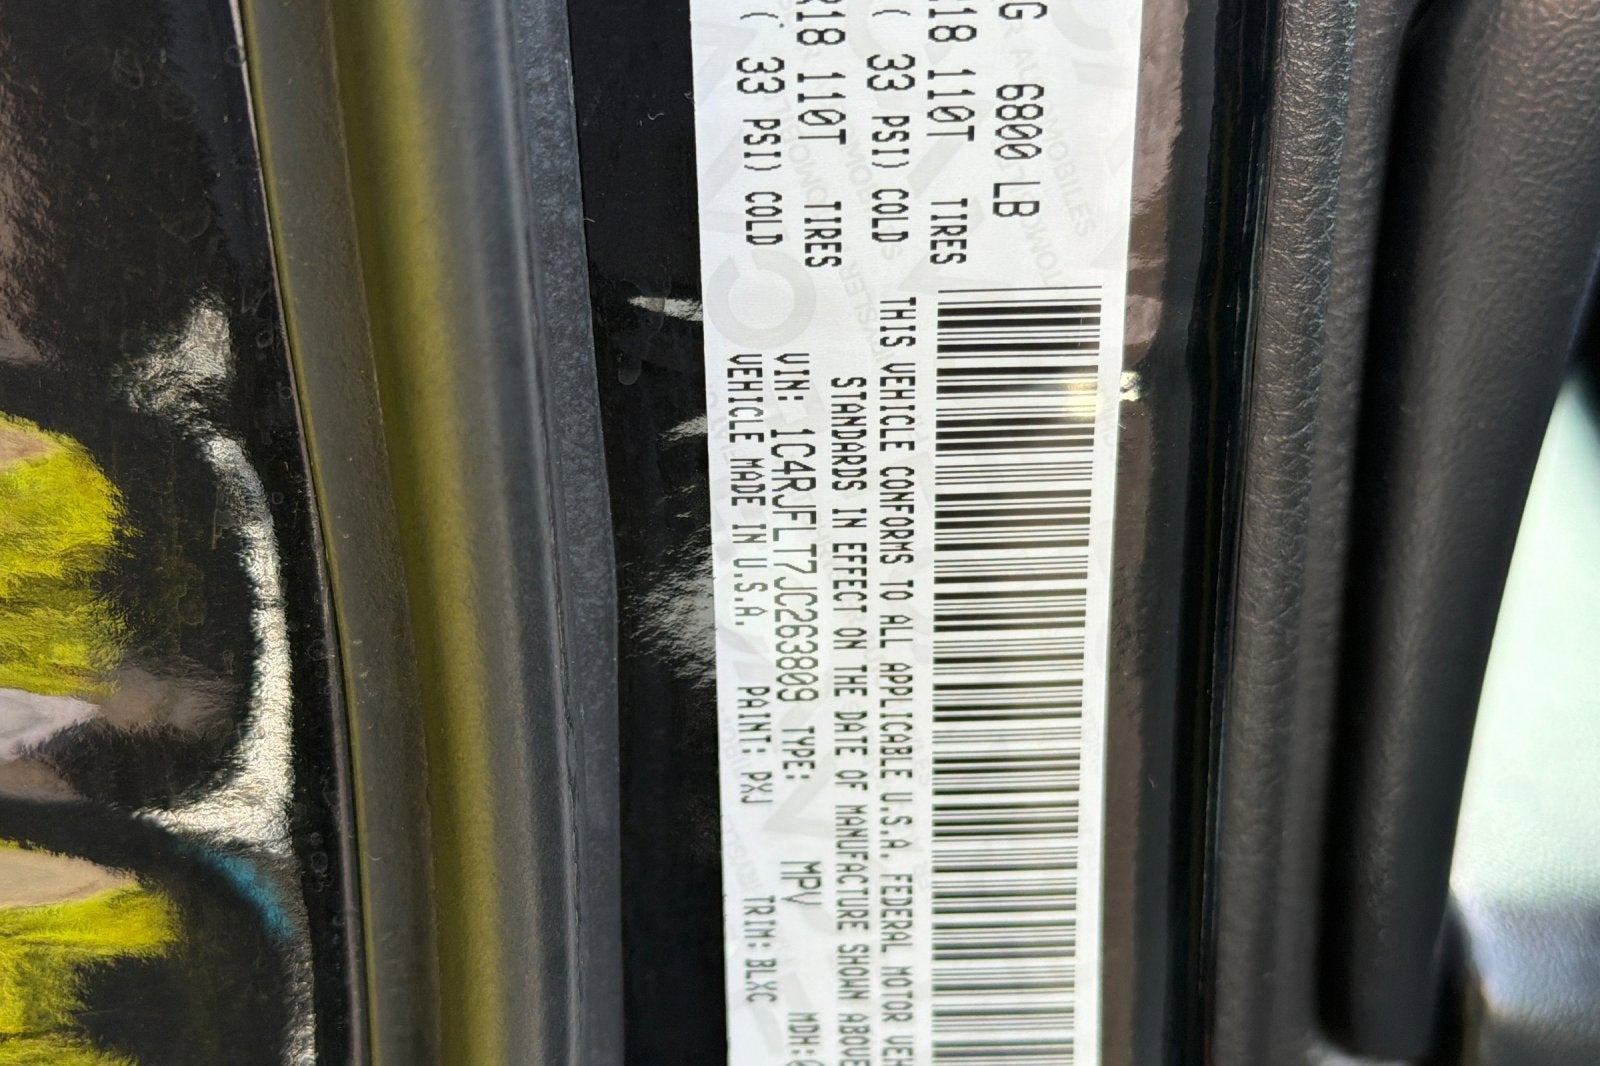 G 6800 LB
R18 110T TIRES
( 33 PSI) COLD
R18 110T TIRES
( 33 PSI) COLD
THIS VEHICLE CONFORMS TO ALL APPLICABLE U.S.A. FEDERAL MOTOR VEH
STANDARDS IN EFFECT ON THE DATE OF MANUFACTURE SHOWN ABOVE
VIN: 1C4RJFLT7JC263809 TYPE: MPV MDH:0
VEHICLE MADE IN U.S.A. PAINT: PXJ TRIM: BLXC